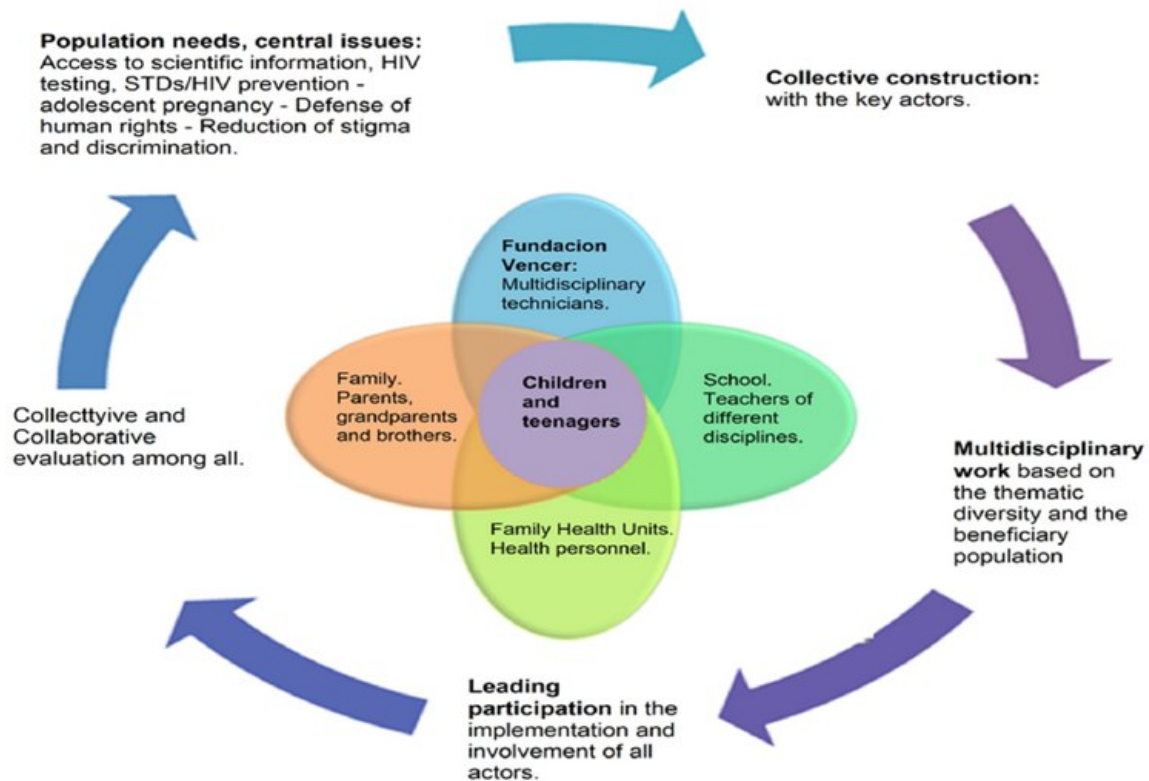 Population needs, central issues:
Access to scientific information, HIV
testing, STDs/HIV prevention -
adolescent pregnancy - Defense of
human rights - Reduction of stigma
and discrimination.
Collective construction:
with the key actors.
Multidisciplinary
work based on
the thematic
diversity and the
beneficiary
population
Leading
participation in the
implementation and
involvement of all
actors.
Collecttyive and
Collaborative
evaluation among all.
Fundacion
Vencer:
Multidisciplinary
technicians.
Family.
Parents,
grandparents
and brothers.
Children
and
teenagers
School.
Teachers of
different
disciplines.
Family Health Units.
Health personnel.